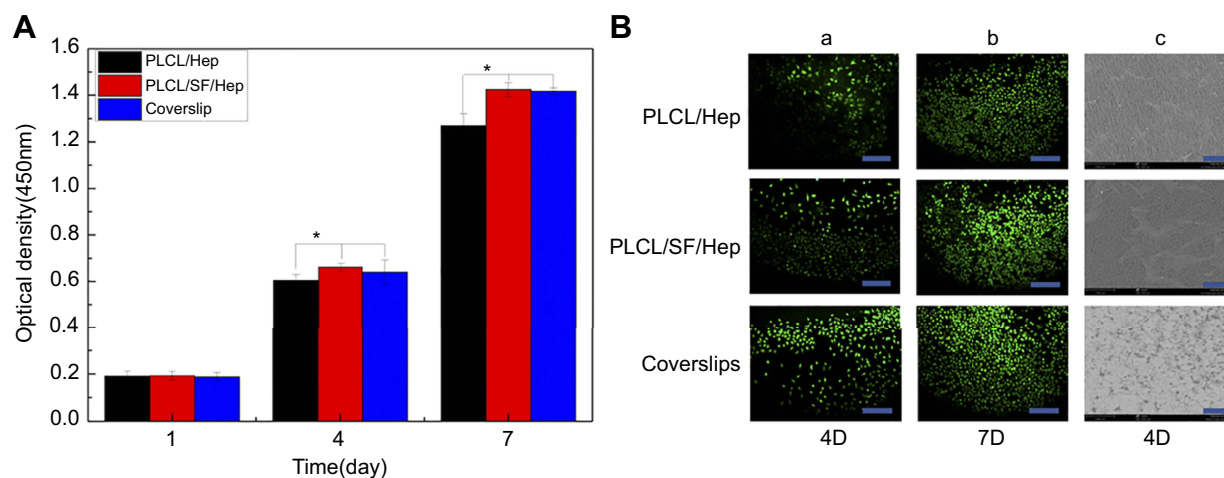 A
Optical density(450nm)
1.6
1.4
1.2
1.0
0.8
0.6
0.4
0.2
0.0
PLCL/Hep
PLCL/SF/Hep
Coverslip
*
*
1 4 7
Time(day)
B
a b c
PLCL/Hep
PLCL/SF/Hep
Coverslips
4D 7D 4D